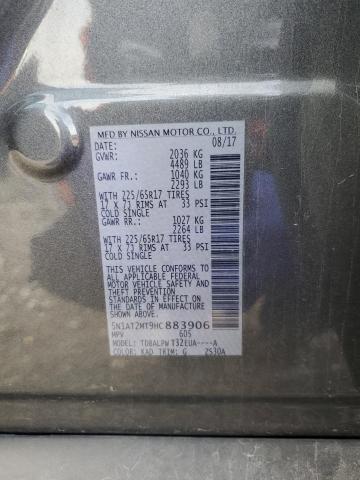 MFD BY NISSAN MOTOR CO., LTD.
DATE: 08/17
GVWR: 2036 KG
4489 LB
GAWR FR.: 1040 KG
2293 LB
WITH 225/65R17 TIRES
17 X 7J RIMS AT 33 PSI
COLD SINGLE
GAWR RR.: 1027 KG
2264 LB
WITH 225/65R17 TIRES
17 X 7J RIMS AT 33 PSI
COLD SINGLE
THIS VEHICLE CONFORMS TO
ALL APPLICABLE FEDERAL
MOTOR VEHICLE SAFETY AND
THEFT PREVENTION STANDARDS
IN EFFECT ON THE DATE OF
MANUFACTURE SHOWN ABOVE.
5N1AT2MT9HC883906
MPV 605
MODEL: TDBALPWT32EUA----A
COLOR: KAD TRIM: G 2S30A